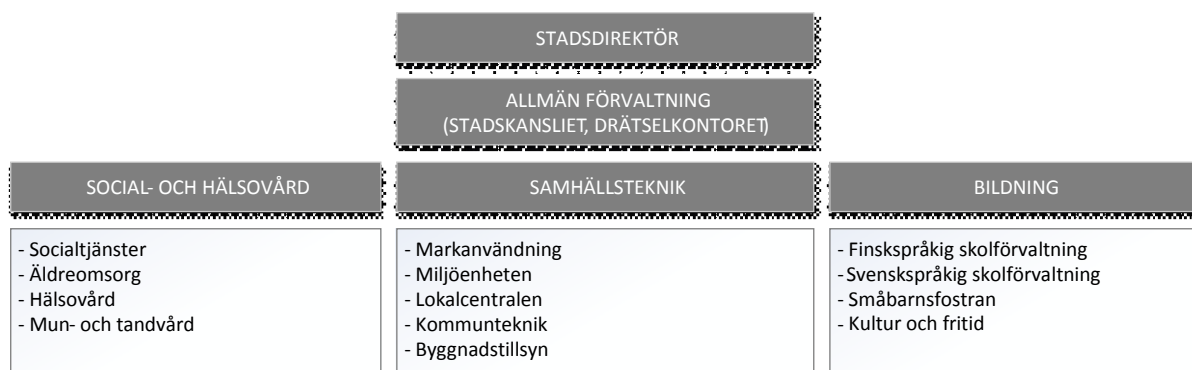 STADSDIREKTÖR
ALLMÄN FÖRVALTNING
(STADSKANSLIET, DRÄTSELKONTORET)
SOCIAL- OCH HÄLSOVÅRD
SAMHÄLLSTEKNIK
BILDNING
- Socialtjänster
- Äldreomsorg
- Hälsovård
- Mun- och tandvård
- Markanvändning
- Miljöenheten
- Lokalcentralen
- Kommunteknik
- Byggnadstillsyn
- Finskspråkig skolförvaltning
- Svenskspråkig skolförvaltning
- Småbarnsfostran
- Kultur och fritid